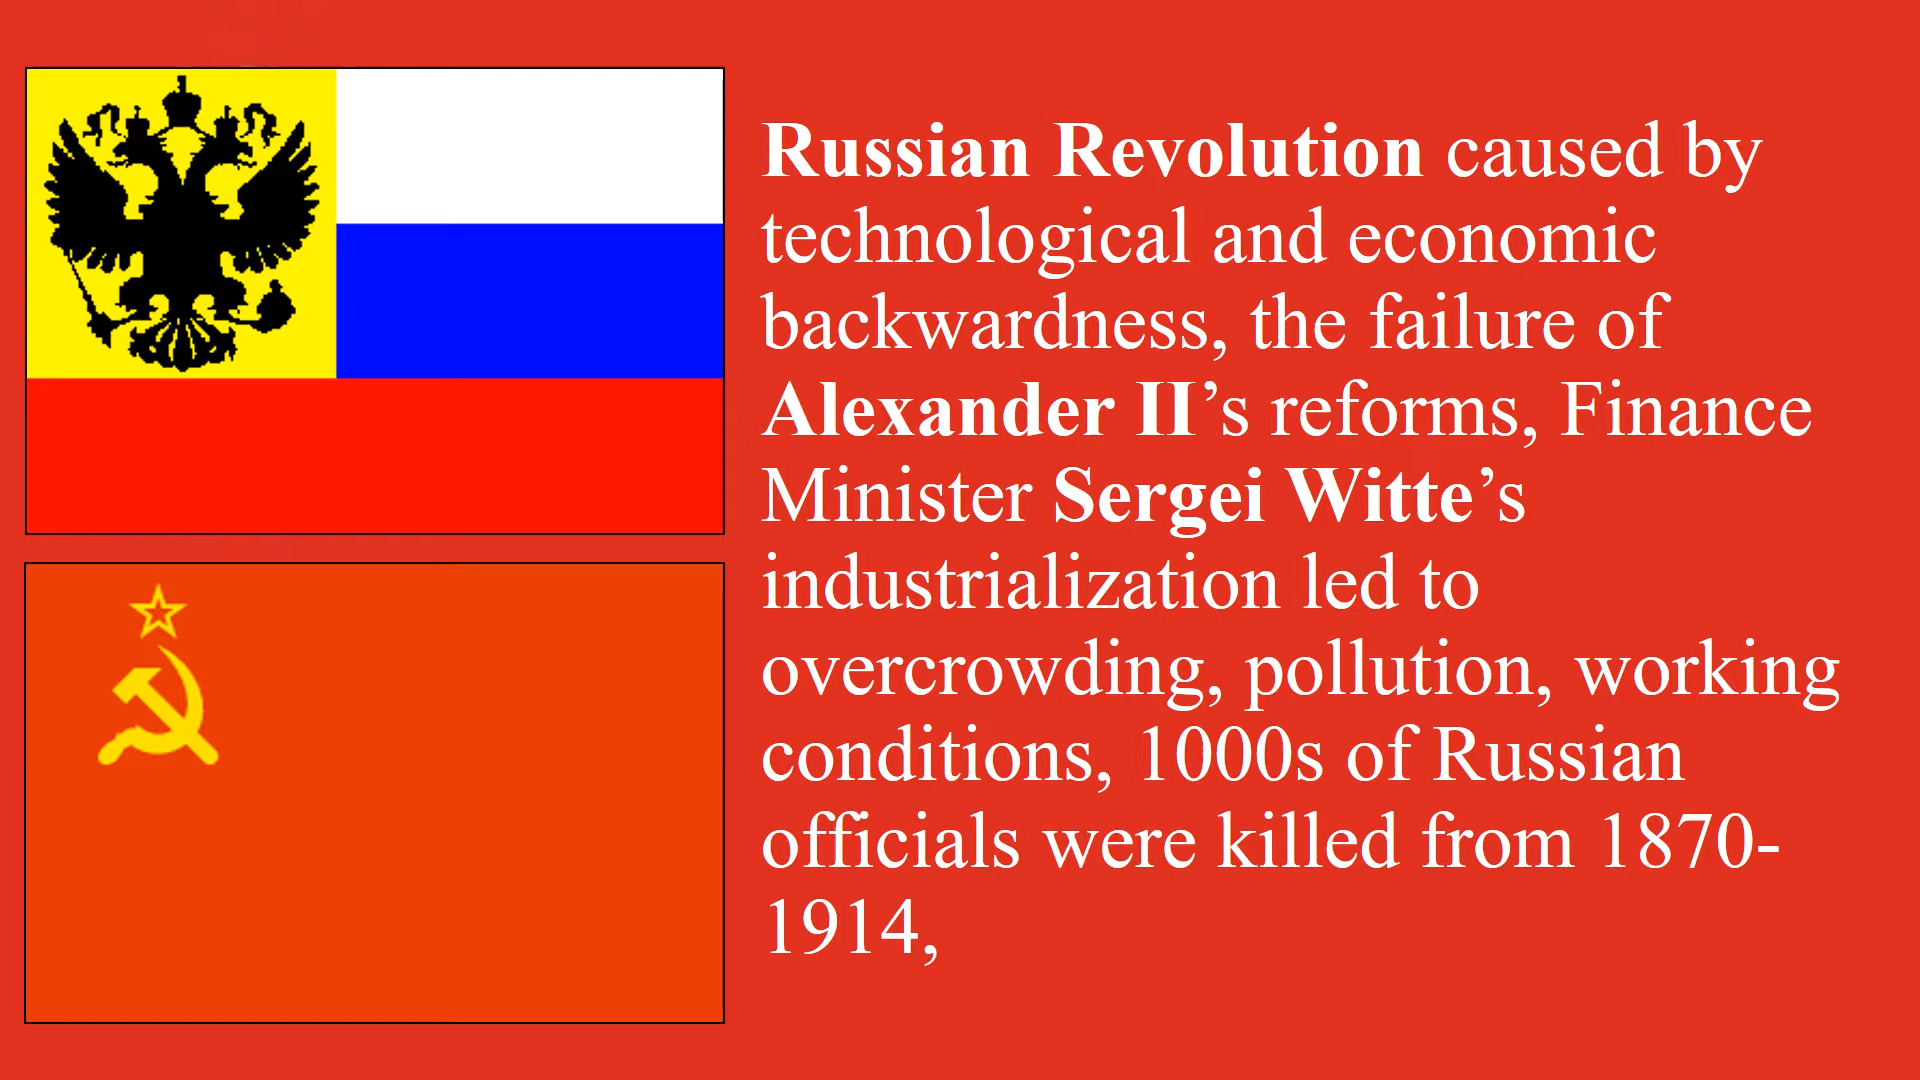 Russian Revolution caused by
technological and economic
backwardness, the failure of
Alexander II’s reforms, Finance
Minister Sergei Witte’s
industrialization led to
overcrowding, pollution, working
conditions, 1000s of Russian
officials were killed from 1870-
1914,